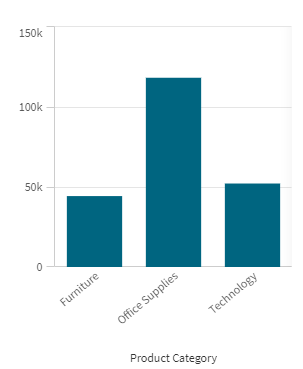 150k
100k
50k
0
Furniture
Office Supplies
Technology
Product Category